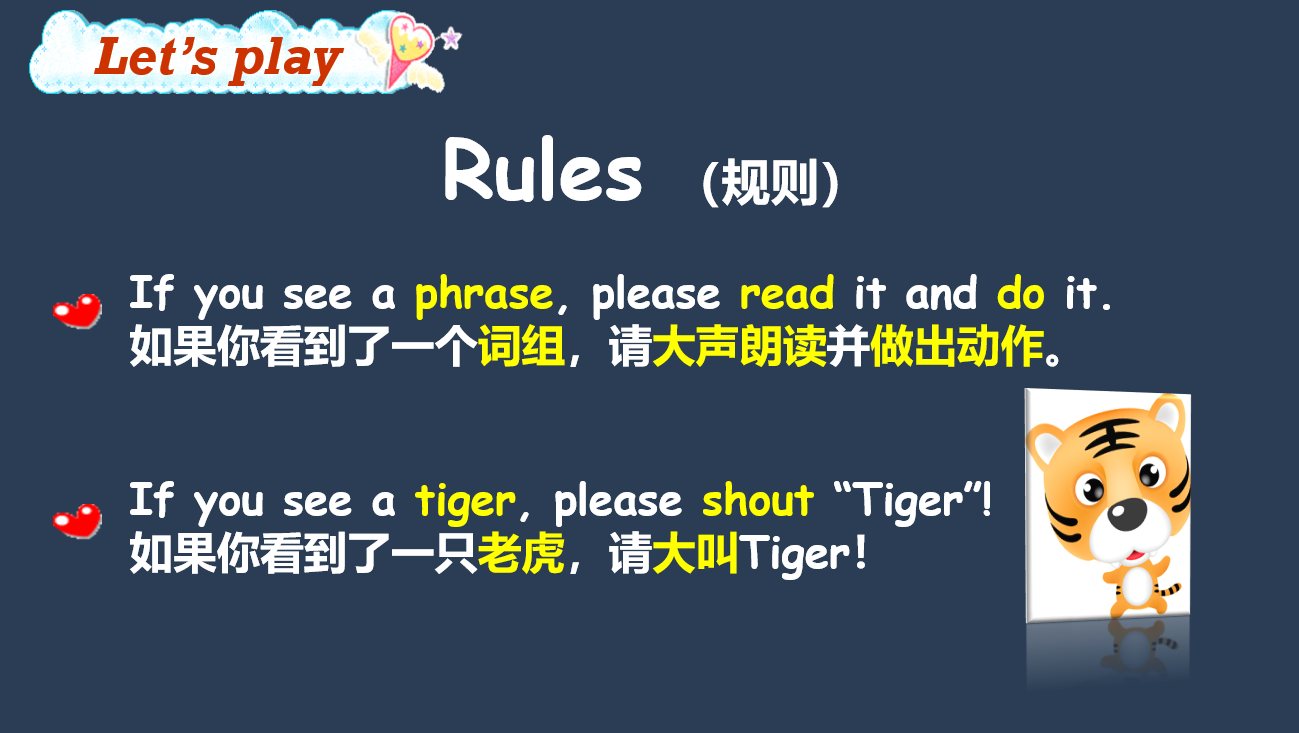 Let's play
Rules （规则）
If you see a phrase, please read it and do it.
如果你看到了一个词组，请大声朗读并做出动作。
If you see a tiger, please shout “Tiger”!
如果你看到了一只老虎，请大叫Tiger!